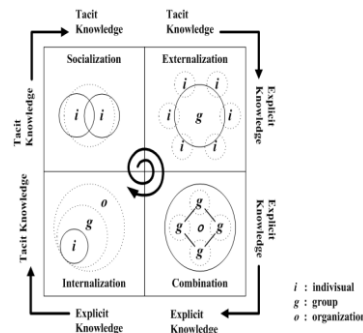 Tacit
Knowledge
Tacit
Knowledge
Socialization
Externalization
i
i
i
i
i
i
g
i
i
i
Tacit
Knowledge
Explicit
Knowledge
Tacit Knowledge
Explicit
Knowledge
o
g
i
g
g
o
g
g
Internalization
Combination
Explicit
Knowledge
Explicit
Knowledge
i : indivisual
g : group
o : organization